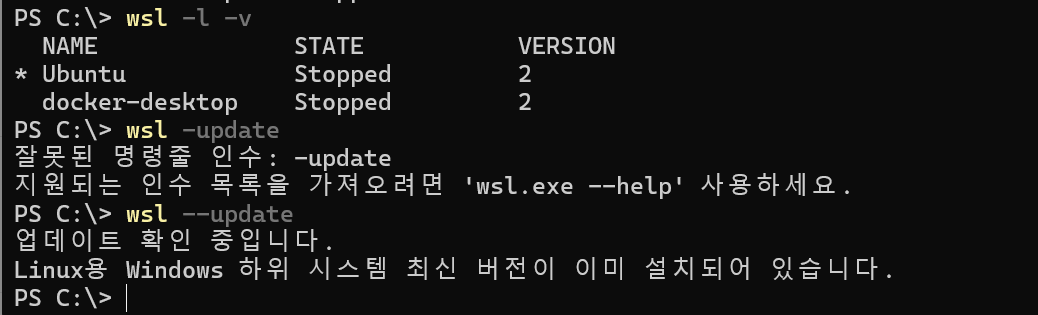 PS C:\> wsl -l -v
  NAME              STATE           VERSION
* Ubuntu            Stopped         2
  docker-desktop    Stopped         2
PS C:\> wsl -update
잘못된 명령줄 인수: -update
지원되는 인수 목록을 가져오려면 'wsl.exe --help' 사용하세요.
PS C:\> wsl --update
업데이트 확인 중입니다.
Linux용 Windows 하위 시스템 최신 버전이 이미 설치되어 있습니다.
PS C:\>